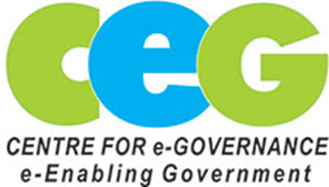 CeG
CENTRE FOR e-GOVERNANCE
e-Enabling Government